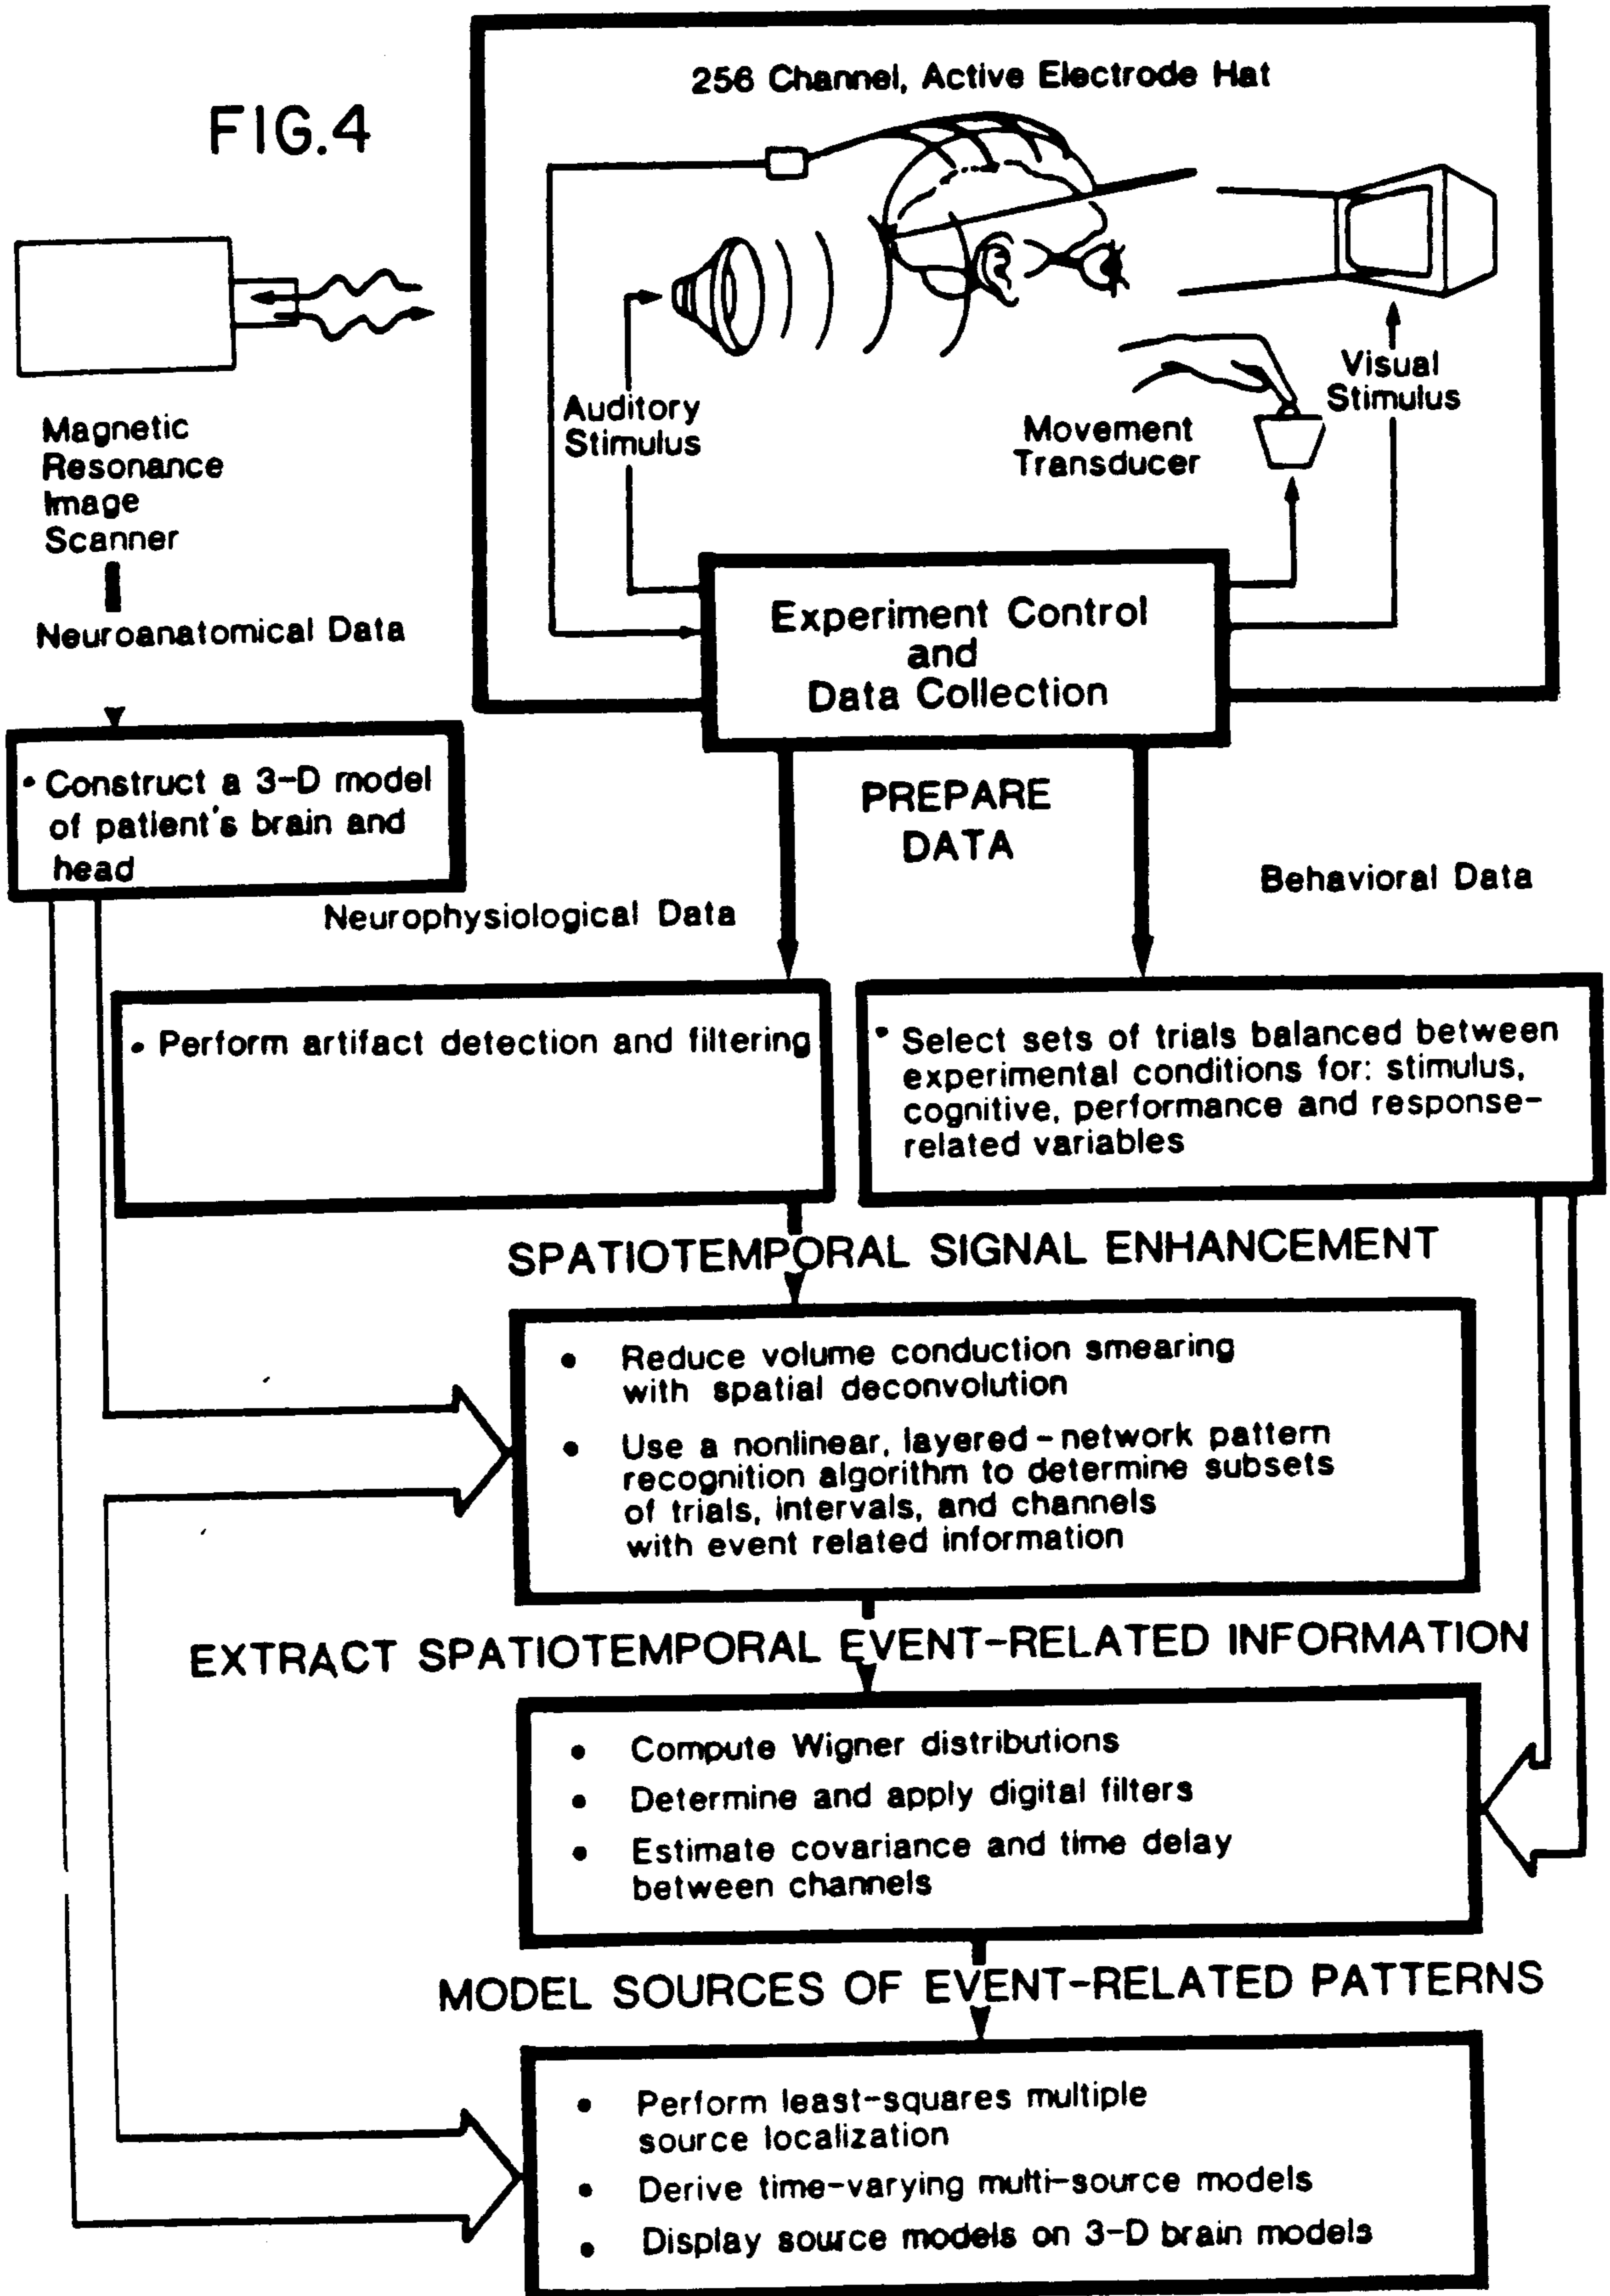 FIG.4
256 Channel, Active Electrode Hat
Magnetic
Resonance
Image
Scanner
Auditory
Stimulus
Movement
Transducer
Visual
Stimulus
Neuroanatomical Data
Experiment Control
and
Data Collection
• Construct a 3-D model
of patient's brain and
head
PREPARE
DATA
Neurophysiological Data
Behavioral Data
• Perform artifact detection and filtering
• Select sets of trials balanced between
experimental conditions for: stimulus,
cognitive, performance and response-
related variables
SPATIOTEMPORAL SIGNAL ENHANCEMENT
• Reduce volume conduction smearing
with spatial deconvolution
• Use a nonlinear, layered-network pattern
recognition algorithm to determine subsets
of trials, intervals, and channels
with event related information
EXTRACT SPATIOTEMPORAL EVENT-RELATED INFORMATION
• Compute Wigner distributions
• Determine and apply digital filters
• Estimate covariance and time delay
between channels
MODEL SOURCES OF EVENT-RELATED PATTERNS
• Perform least-squares multiple
source localization
• Derive time-varying multi-source models
• Display source models on 3-D brain models